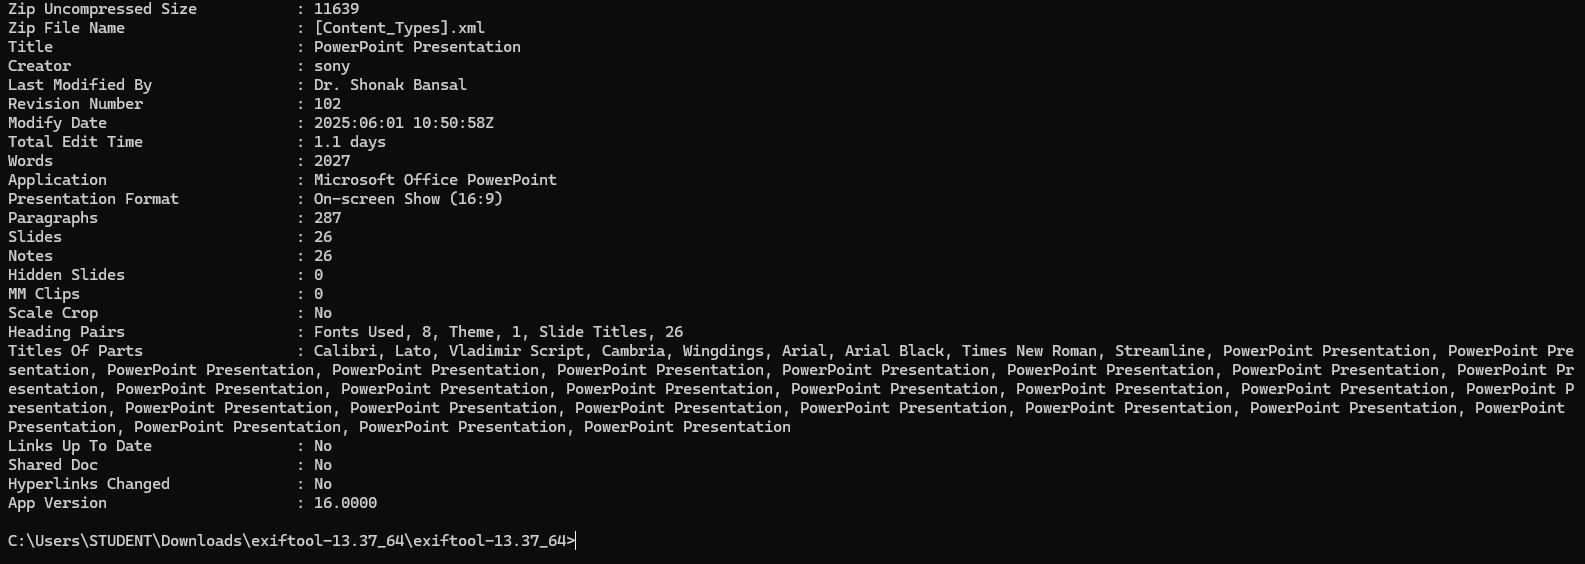 Zip Uncompressed Size           : 11639
Zip File Name                   : [Content_Types].xml
Title                           : PowerPoint Presentation
Creator                         : sony
Last Modified By                : Dr. Shonak Bansal
Revision Number                 : 102
Modify Date                     : 2025:06:01 10:50:58Z
Total Edit Time                 : 1.1 days
Words                           : 2027
Application                     : Microsoft Office PowerPoint
Presentation Format             : On-screen Show (16:9)
Paragraphs                      : 287
Slides                          : 26
Notes                           : 26
Hidden Slides                   : 0
MM Clips                        : 0
Scale Crop                      : No
Heading Pairs                   : Fonts Used, 8, Theme, 1, Slide Titles, 26
Titles Of Parts                 : Calibri, Lato, Vladimir Script, Cambria, Wingdings, Arial, Arial Black, Times New Roman, Streamline, PowerPoint Presentation, PowerPoint Pre
sentation, PowerPoint Presentation, PowerPoint Presentation, PowerPoint Presentation, PowerPoint Presentation, PowerPoint Presentation, PowerPoint Presentation, PowerPoint Pr
esentation, PowerPoint Presentation, PowerPoint Presentation, PowerPoint Presentation, PowerPoint Presentation, PowerPoint Presentation, PowerPoint Presentation, PowerPoint P
resentation, PowerPoint Presentation, PowerPoint Presentation, PowerPoint Presentation, PowerPoint Presentation, PowerPoint Presentation, PowerPoint Presentation, PowerPoint
Presentation, PowerPoint Presentation, PowerPoint Presentation, PowerPoint Presentation
Links Up To Date                : No
Shared Doc                      : No
Hyperlinks Changed              : No
App Version                     : 16.0000
C:\Users\STUDENT\Downloads\exiftool-13.37_64\exiftool-13.37_64>